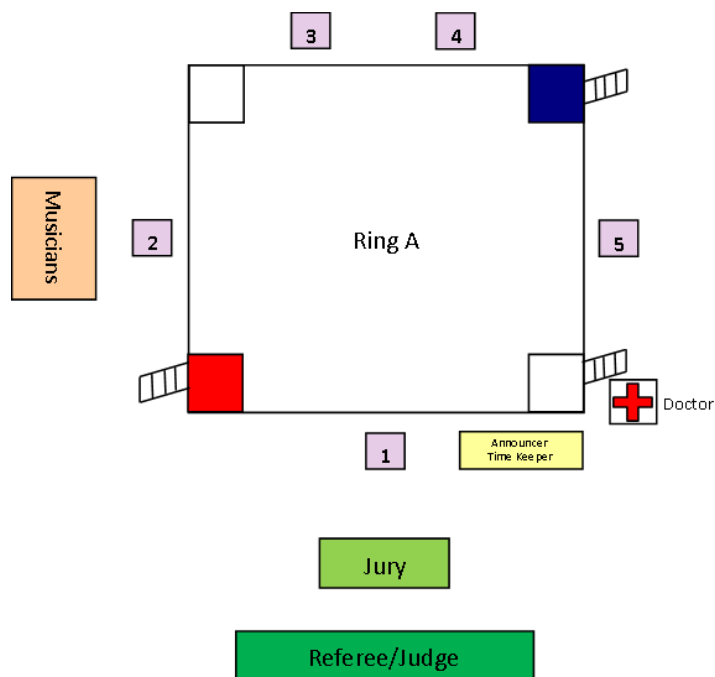 3
4
Musicians
2
Ring A
5
Doctor
1
Announcer
Time Keeper
Jury
Referee/Judge